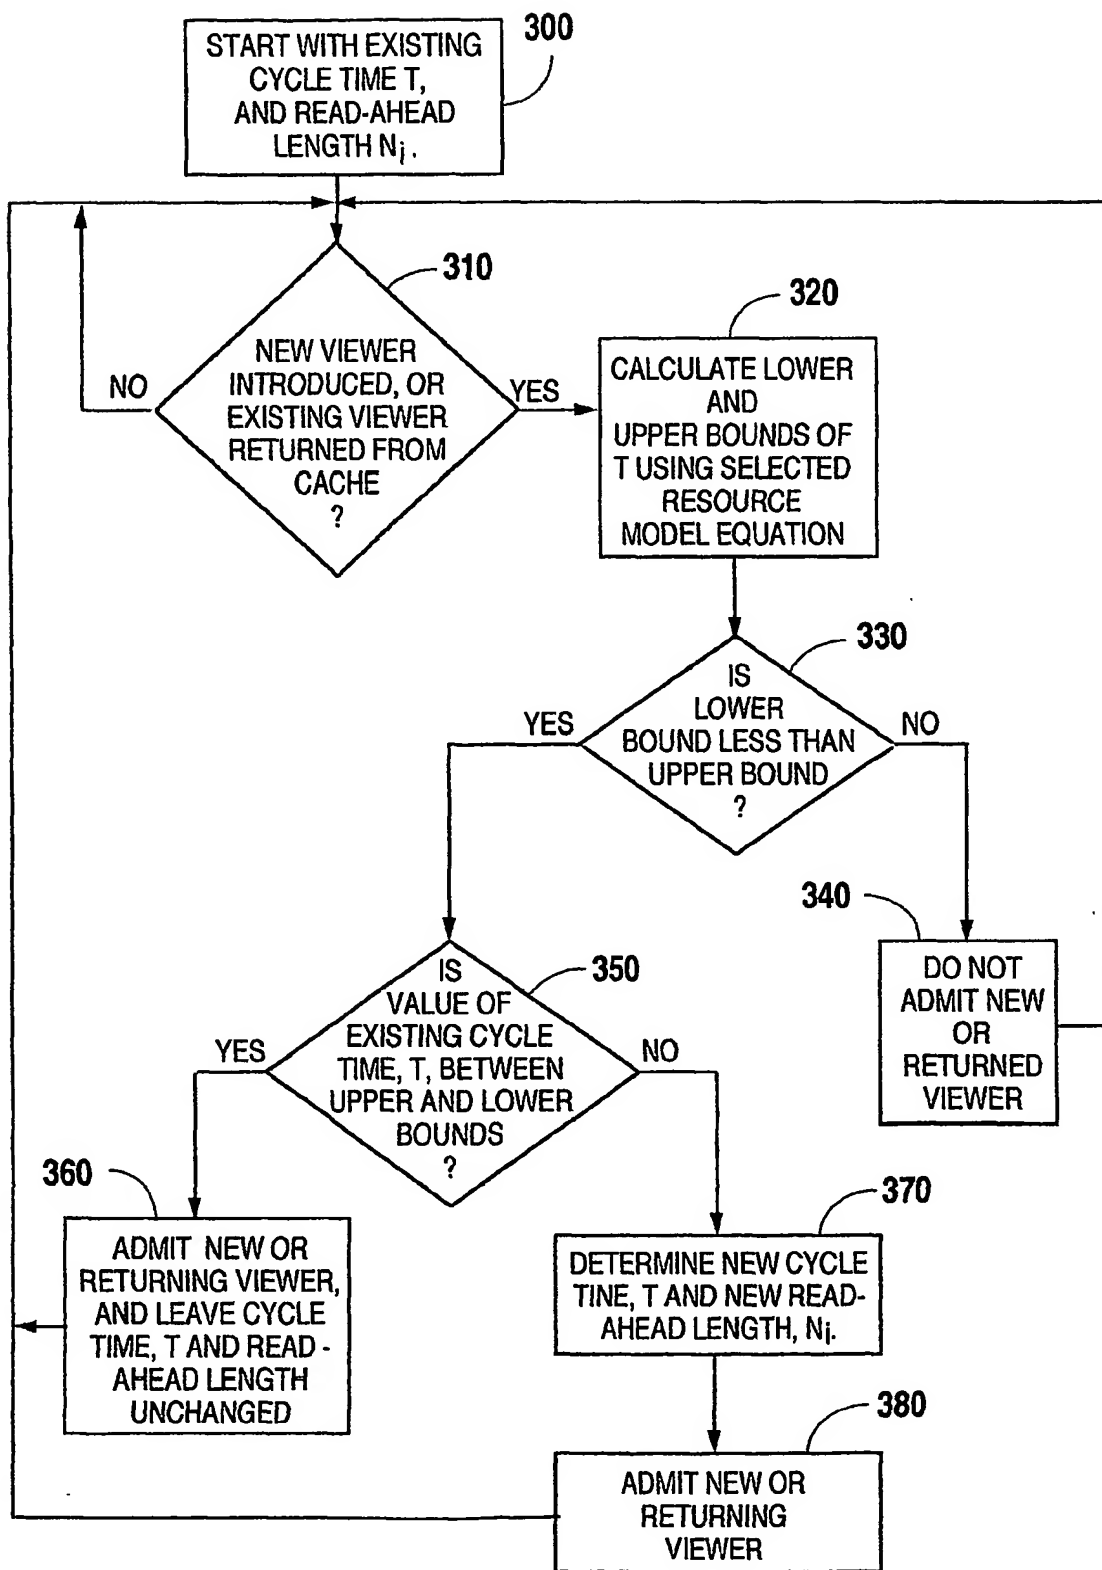 300
START WITH EXISTING
CYCLE TIME T,
AND READ-AHEAD
LENGTH Ni.
310
NEW VIEWER
INTRODUCED, OR
EXISTING VIEWER
RETURNED FROM
CACHE
?
NO
YES
320
CALCULATE LOWER
AND
UPPER BOUNDS OF
T USING SELECTED
RESOURCE
MODEL EQUATION
330
IS
LOWER
BOUND LESS THAN
UPPER BOUND
?
YES
NO
340
DO NOT
ADMIT NEW
OR
RETURNED
VIEWER
350
IS
VALUE OF
EXISTING CYCLE
TIME, T, BETWEEN
UPPER AND LOWER
BOUNDS
?
YES
NO
360
ADMIT NEW OR
RETURNING VIEWER,
AND LEAVE CYCLE
TIME, T AND READ-
AHEAD LENGTH
UNCHANGED
370
DETERMINE NEW CYCLE
TINE, T AND NEW READ-
AHEAD LENGTH, Ni.
380
ADMIT NEW OR
RETURNING
VIEWER